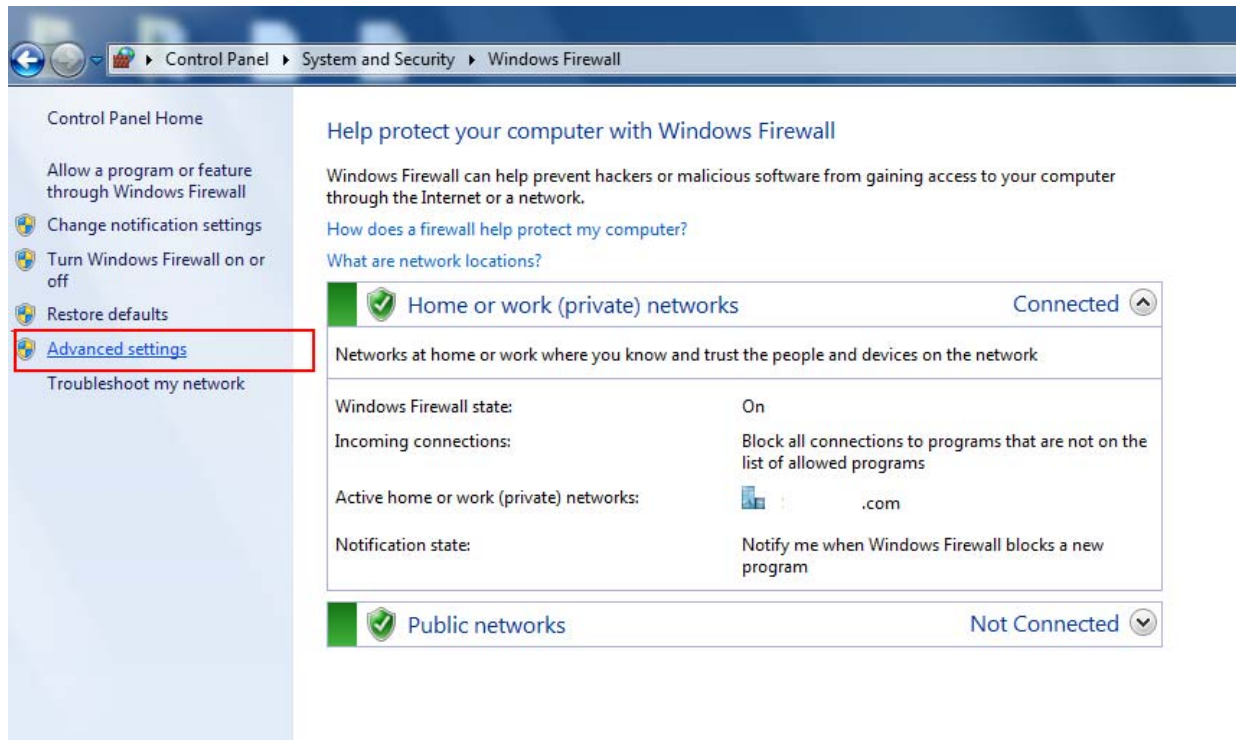 Control Panel ▸ System and Security ▸ Windows Firewall
Control Panel Home
Allow a program or feature
through Windows Firewall
Change notification settings
Turn Windows Firewall on or
off
Restore defaults
Advanced settings
Troubleshoot my network
Help protect your computer with Windows Firewall
Windows Firewall can help prevent hackers or malicious software from gaining access to your computer
through the Internet or a network.
How does a firewall help protect my computer?
What are network locations?
Home or work (private) networks Connected
Networks at home or work where you know and trust the people and devices on the network
Windows Firewall state: On
Incoming connections: Block all connections to programs that are not on the
list of allowed programs
Active home or work (private) networks: .com
Notification state: Notify me when Windows Firewall blocks a new
program
Public networks Not Connected